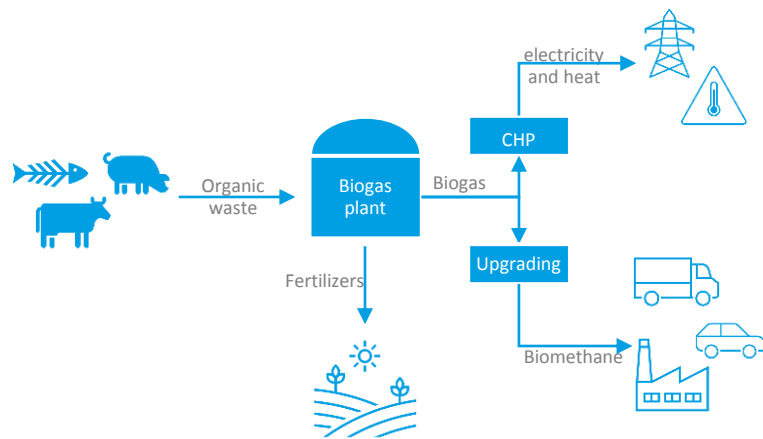 electricity
and heat
CHP
Organic
waste
Biogas
plant
Biogas
Fertilizers
Upgrading
Biomethane